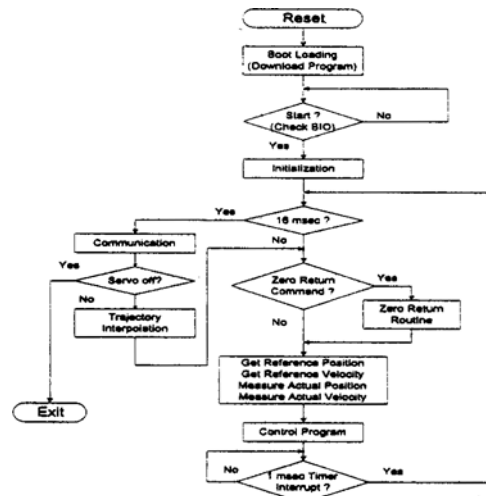 Reset
Boot Loading
(Download Program)
Start ?
(Check BIO)
No
Yes
Initialization
16 msec ?
Yes
No
Communication
Servo off?
Yes
No
Trajectory
Interpolation
Exit
Zero Return
Command ?
Yes
No
Zero Return
Routine
Get Reference Position
Get Reference Velocity
Measure Actual Position
Measure Actual Velocity
Control Program
1 msec Timer
Interrupt ?
No
Yes